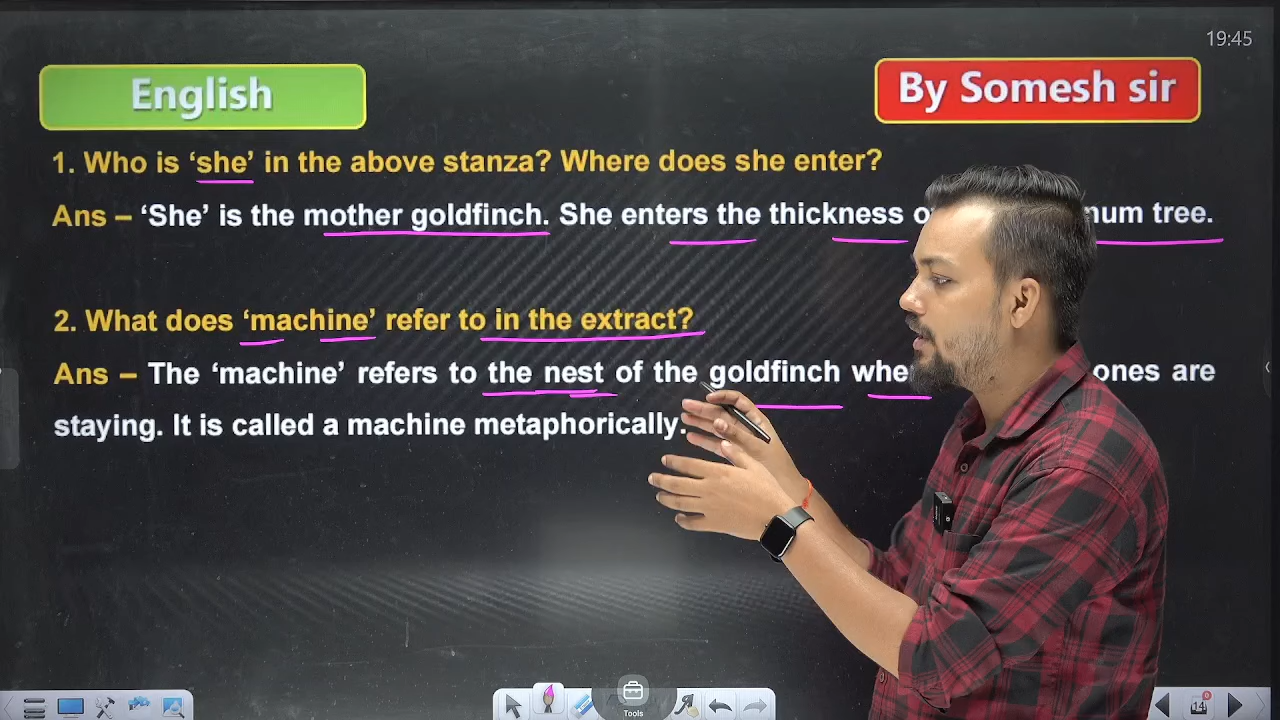 19:45
English
By Somesh sir
1. Who is ‘she’ in the above stanza? Where does she enter?
Ans – ‘She’ is the mother goldfinch. She enters the thickness tree.
2. What does ‘machine’ refer to in the extract?
Ans – The ‘machine’ refers to the nest of the goldfinch ones are
staying. It is called a machine metaphorically.
Tools
14